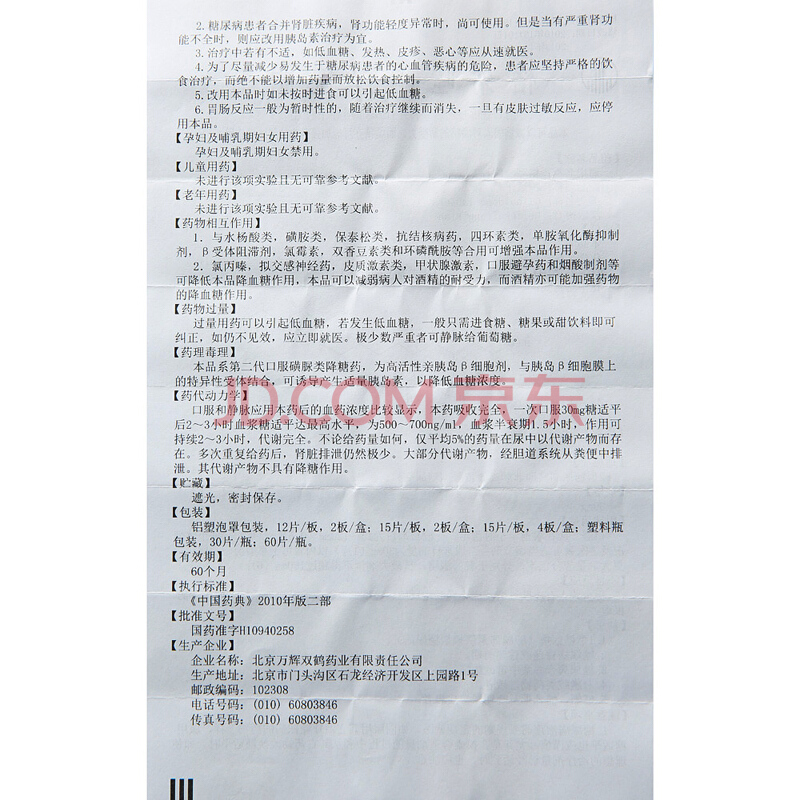 2.糖尿病患者合并肾脏疾病，肾功能轻度异常时，尚可使用。但是当有严重肾功
能不全时，则应改用胰岛素治疗为宜。
3.治疗中若有不适，如低血糖、发热、皮疹、恶心等应从速就医。
4.为了尽量减少易发生于糖尿病患者的心血管疾病的危险，患者应坚持严格的饮
食治疗，而绝不能以增加药量而放松饮食控制。
5.改用本品时如未按时进食可以引起低血糖。
6.胃肠反应一般为暂时性的，随着治疗继续而消失，一旦有皮肤过敏反应，应停
用本品。
【孕妇及哺乳期妇女用药】
孕妇及哺乳期妇女禁用。
【儿童用药】
未进行该项实验且无可靠参考文献。
【老年用药】
未进行该项实验且无可靠参考文献。
【药物相互作用】
1．与水杨酸类，磺胺类，保泰松类，抗结核病药，四环素类，单胺氧化酶抑制
剂，β受体阻滞剂，氯霉素，双香豆素类和环磷酰胺等合用可增强本品作用。
2．氯丙嗪，拟交感神经药，皮质激素类，甲状腺激素，口服避孕药和烟酸制剂等
可降低本品降血糖作用，本品可以减弱病人对酒精的耐受力，而酒精亦可能加强药物
的降血糖作用。
【药物过量】
过量用药可以引起低血糖，若发生低血糖，一般只需进食糖、糖果或甜饮料即可
纠正，如仍不见效，应立即就医。极少数严重者可静脉给葡萄糖。
【药理毒理】
本品系第二代口服磺脲类降糖药，为高活性亲胰岛β细胞剂，与胰岛β细胞膜上
的特异性受体结合，可诱导产生适量胰岛素，以降低血糖浓度。
JD.COM 京东
【药代动力学】
口服和静脉应用本药后的血药浓度比较显示，本药吸收完全，一次口服30mg糖适平
后2～3小时血浆糖适平达最高水平，为500～700ng/ml，血浆半衰期1.5小时，作用可
持续2～3小时，代谢完全。不论给药量如何，仅平均5%的药量在尿中以代谢产物而存
在。多次重复给药后，肾脏排泄仍然极少。大部分代谢产物，经胆道系统从粪便中排
泄。其代谢产物不具有降糖作用。
【贮藏】
遮光，密封保存。
【包装】
铝塑泡罩包装，12片/板，2板/盒；15片/板，2板/盒；15片/板，4板/盒；塑料瓶
包装，30片/瓶；60片/瓶。
【有效期】
60个月
【执行标准】
《中国药典》2010年版二部
【批准文号】
国药准字H10940258
【生产企业】
企业名称：北京万辉双鹤药业有限责任公司
生产地址：北京市门头沟区石龙经济开发区上园路1号
邮政编码：102308
电话号码：(010) 60803846
传真号码：(010) 60803846